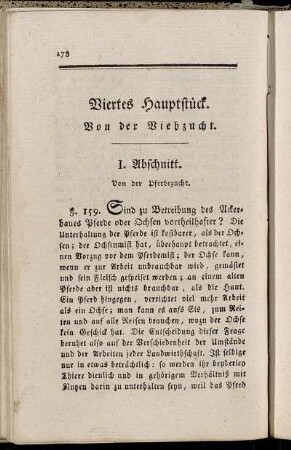 278
Viertes Hauptstück.
Von der Viehzucht.
I. Abschnitt.
Von der Pferdezucht.
§. 159. Sind zu Betreibung des Acker-
baues Pferde oder Ochsen vortheilhafter? Die
Unterhaltung der Pferde ist kostbarer, als der Och-
sen; der Ochsenmist hat, überhaupt betrachtet, ei-
nen Vorzug vor dem Pferdemist; der Ochs kann,
wenn er zur Arbeit unbrauchbar wird, gemästet
und sein Fleisch gespeiset werden; an einem alten
Pferde aber ist nichts brauchbar, als die Haut.
Ein Pferd hingegen, verrichtet viel mehr Arbeit
als ein Ochse; man kann es aufs Eis, zum Rei-
ten und auf alle Reisen brauchen, wozu der Ochse
kein Geschick hat. Die Entscheidung dieser Frage
beruhet also auf der Verschiedenheit der Umstände
und der Arbeiten jeder Landwirthschaft. Ist selbige
nur in etwas beträchtlich: so werden ihr beyderley
Thiere dienlich und in gehörigem Verhältniß mit
Nutzen darin zu unterhalten seyn, weil das Pferd